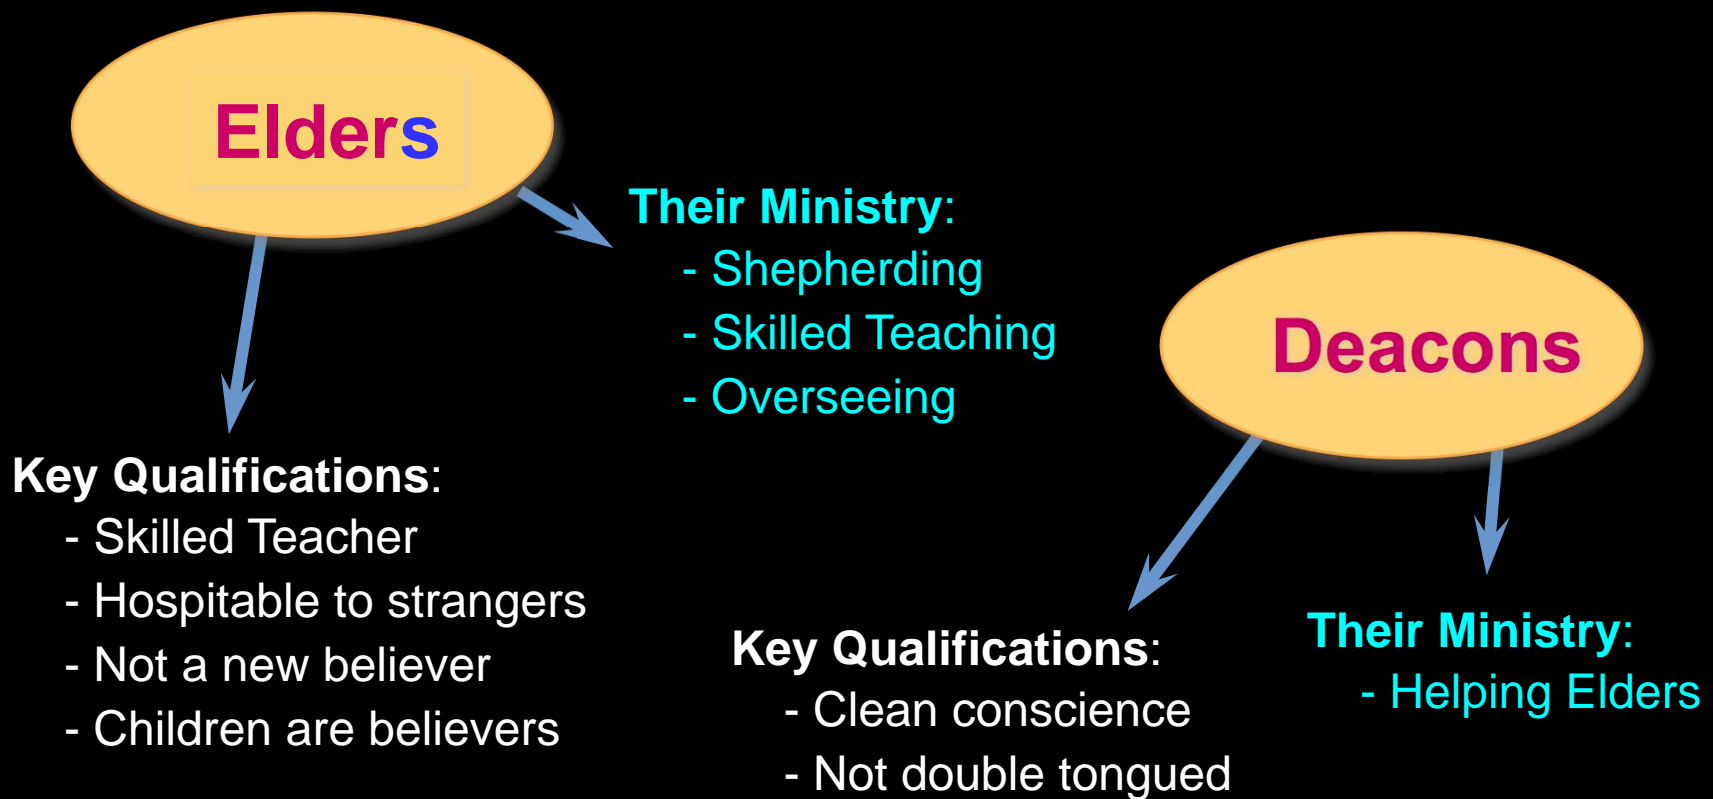 Elders
Their Ministry:
- Shepherding
- Skilled Teaching
- Overseeing
Key Qualifications:
- Skilled Teacher
- Hospitable to strangers
- Not a new believer
- Children are believers
Deacons
Key Qualifications:
- Clean conscience
- Not double tongued
Their Ministry:
- Helping Elders